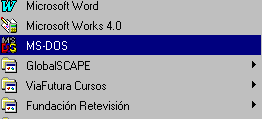 Microsoft Word
Microsoft Works 4.0
MS-DOS
GlobalSCAPE
ViaFutura Cursos
Fundación Retevisión